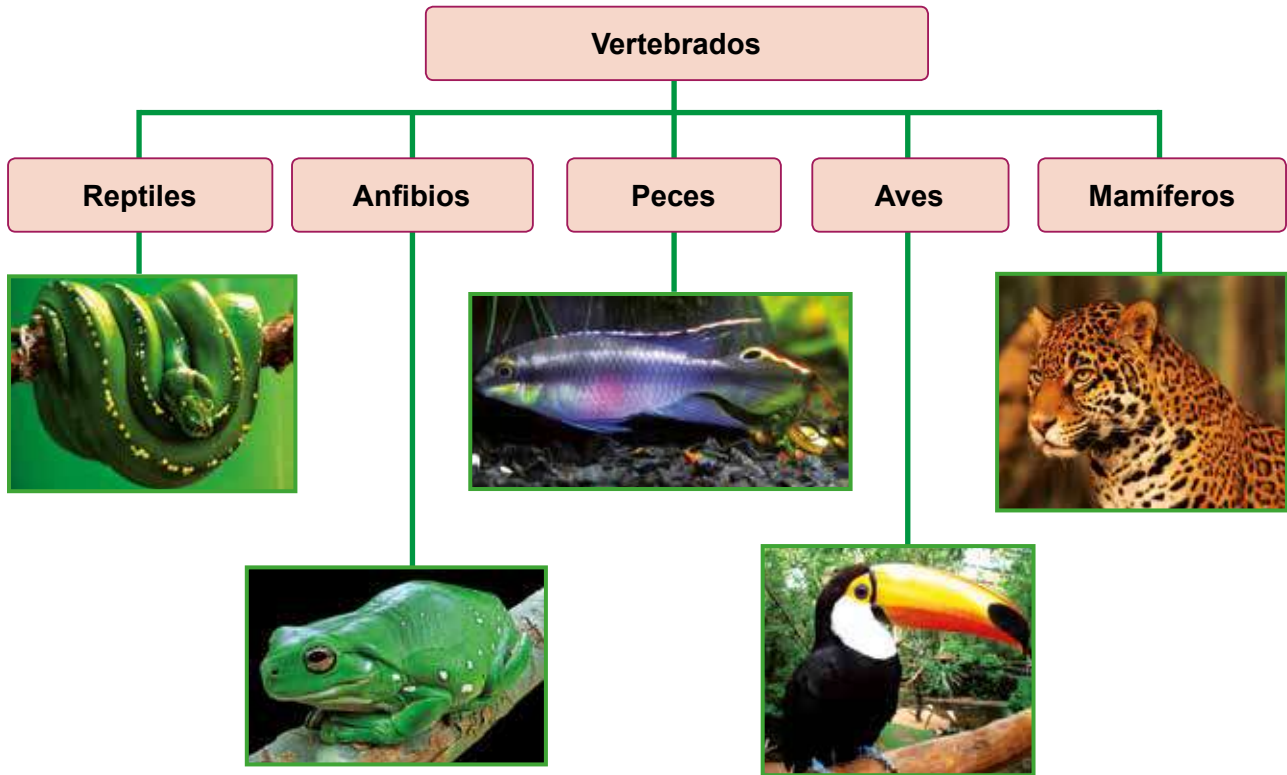 Vertebrados
Reptiles
Anfibios
Peces
Aves
Mamíferos